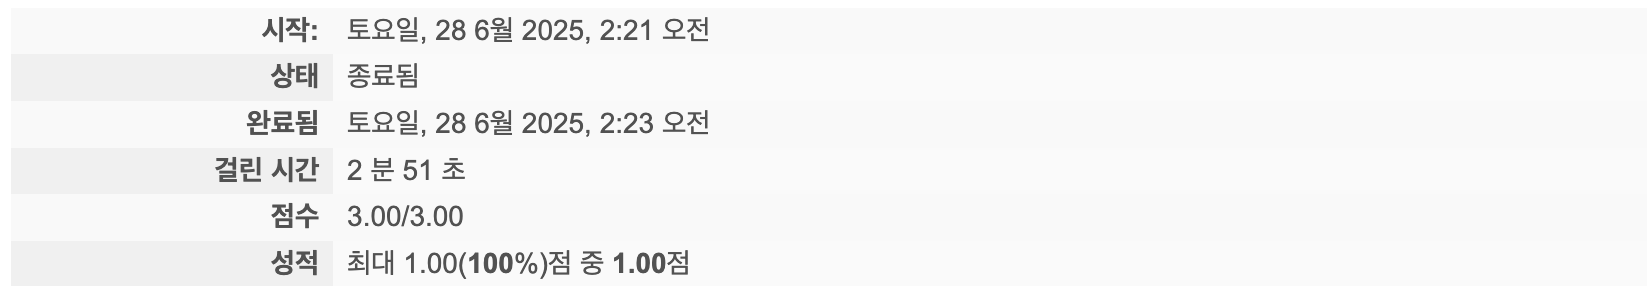 시작: 토요일, 28 6월 2025, 2:21 오전
상태 종료됨
완료됨 토요일, 28 6월 2025, 2:23 오전
걸린 시간 2 분 51 초
점수 3.00/3.00
성적 최대 1.00(100%)점 중 1.00점